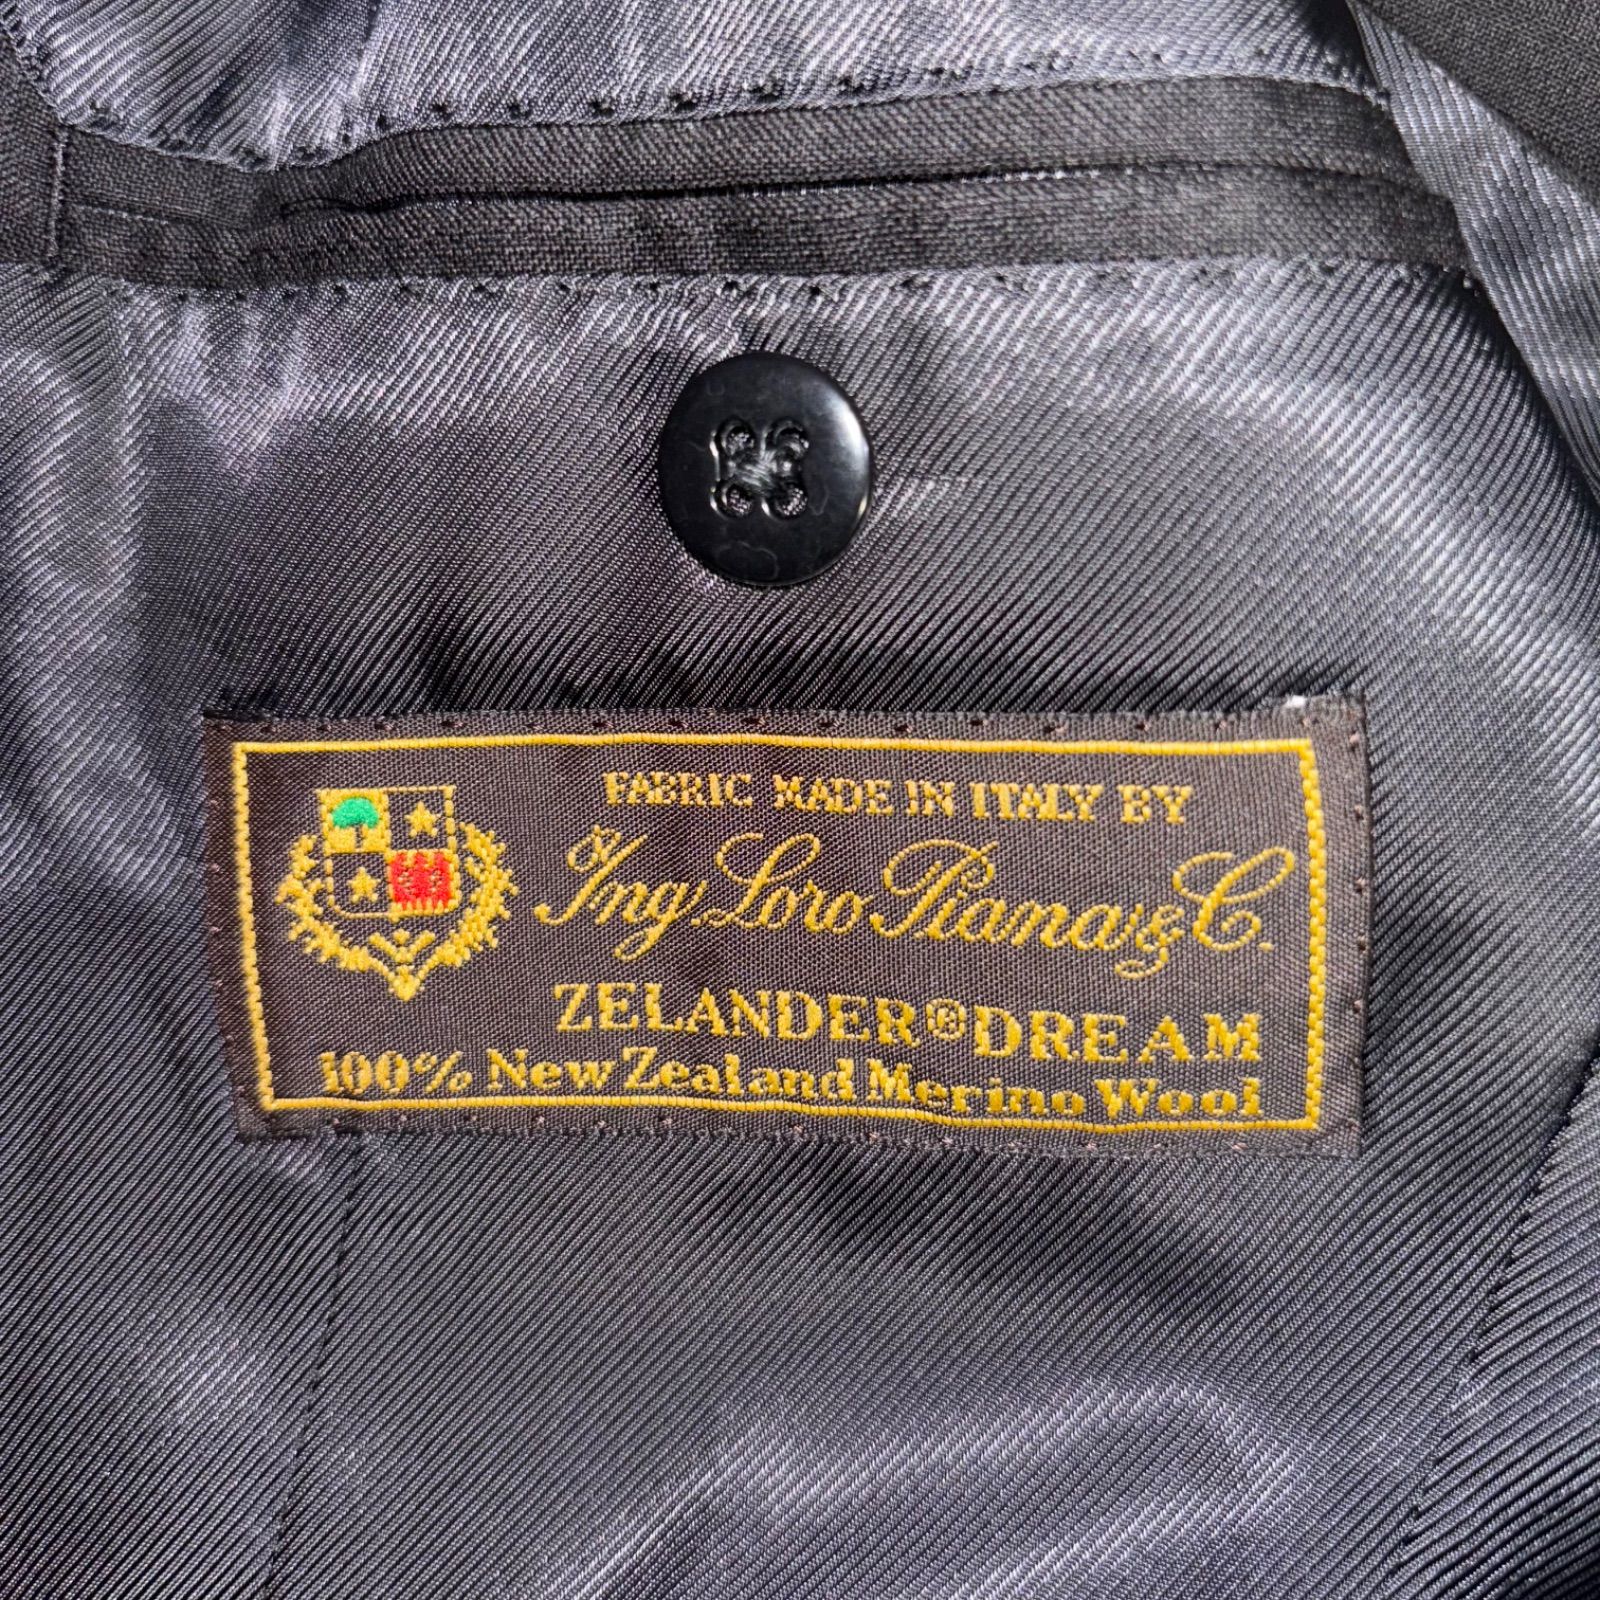 FABRIC MADE IN ITALY BY
Ing. Loro Piana & C.
ZELANDER® DREAM
100% New Zealand Merino Wool